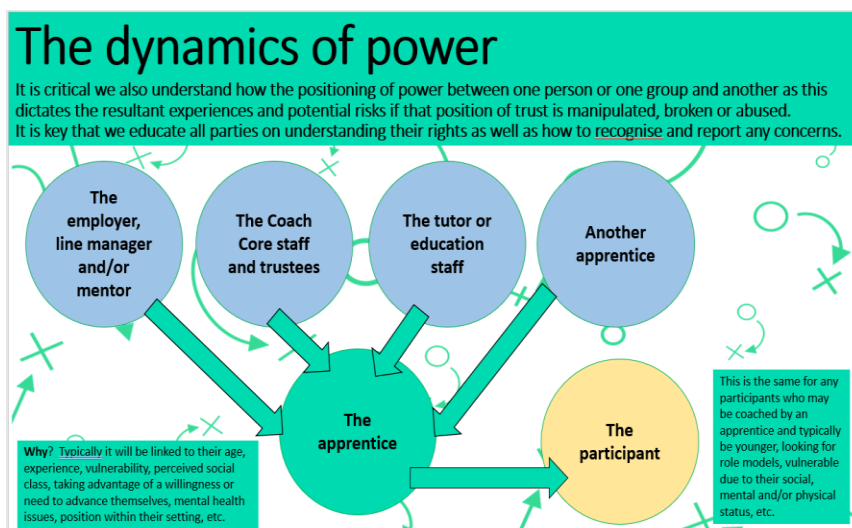 The dynamics of power
It is critical we also understand how the positioning of power between one person or one group and another as this
dictates the resultant experiences and potential risks if that position of trust is manipulated, broken or abused.
It is key that we educate all parties on understanding their rights as well as how to recognise and report any concerns.
The
employer,
line manager
and/or
mentor
The Coach
Core staff
and trustees
The tutor or
education
staff
Another
apprentice
The
apprentice
The
participant
Why? Typically it will be linked to their age,
experience, vulnerability, perceived social
class, taking advantage of a willingness or
need to advance themselves, mental health
issues, position within their setting, etc.
This is the same for any
participants who may
be coached by an
apprentice and typically
be younger, looking for
role models, vulnerable
due to their social,
mental and/or physical
status, etc.